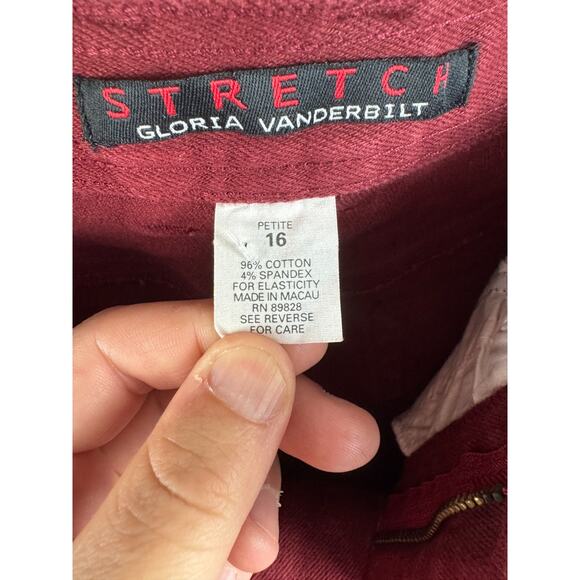 STRETCH
GLORIA VANDERBILT
PETITE
16
96% COTTON
4% SPANDEX
FOR ELASTICITY
MADE IN MACAU
RN 89828
SEE REVERSE
FOR CARE